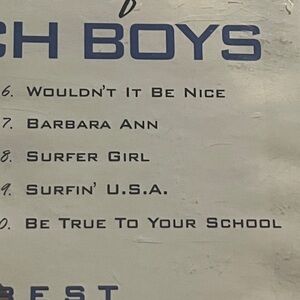 CH BOYS
6. WOULDN'T IT BE NICE
7. BARBARA ANN
8. SURFER GIRL
9. SURFIN' U.S.A.
0. BE TRUE TO YOUR SCHOOL
BEST